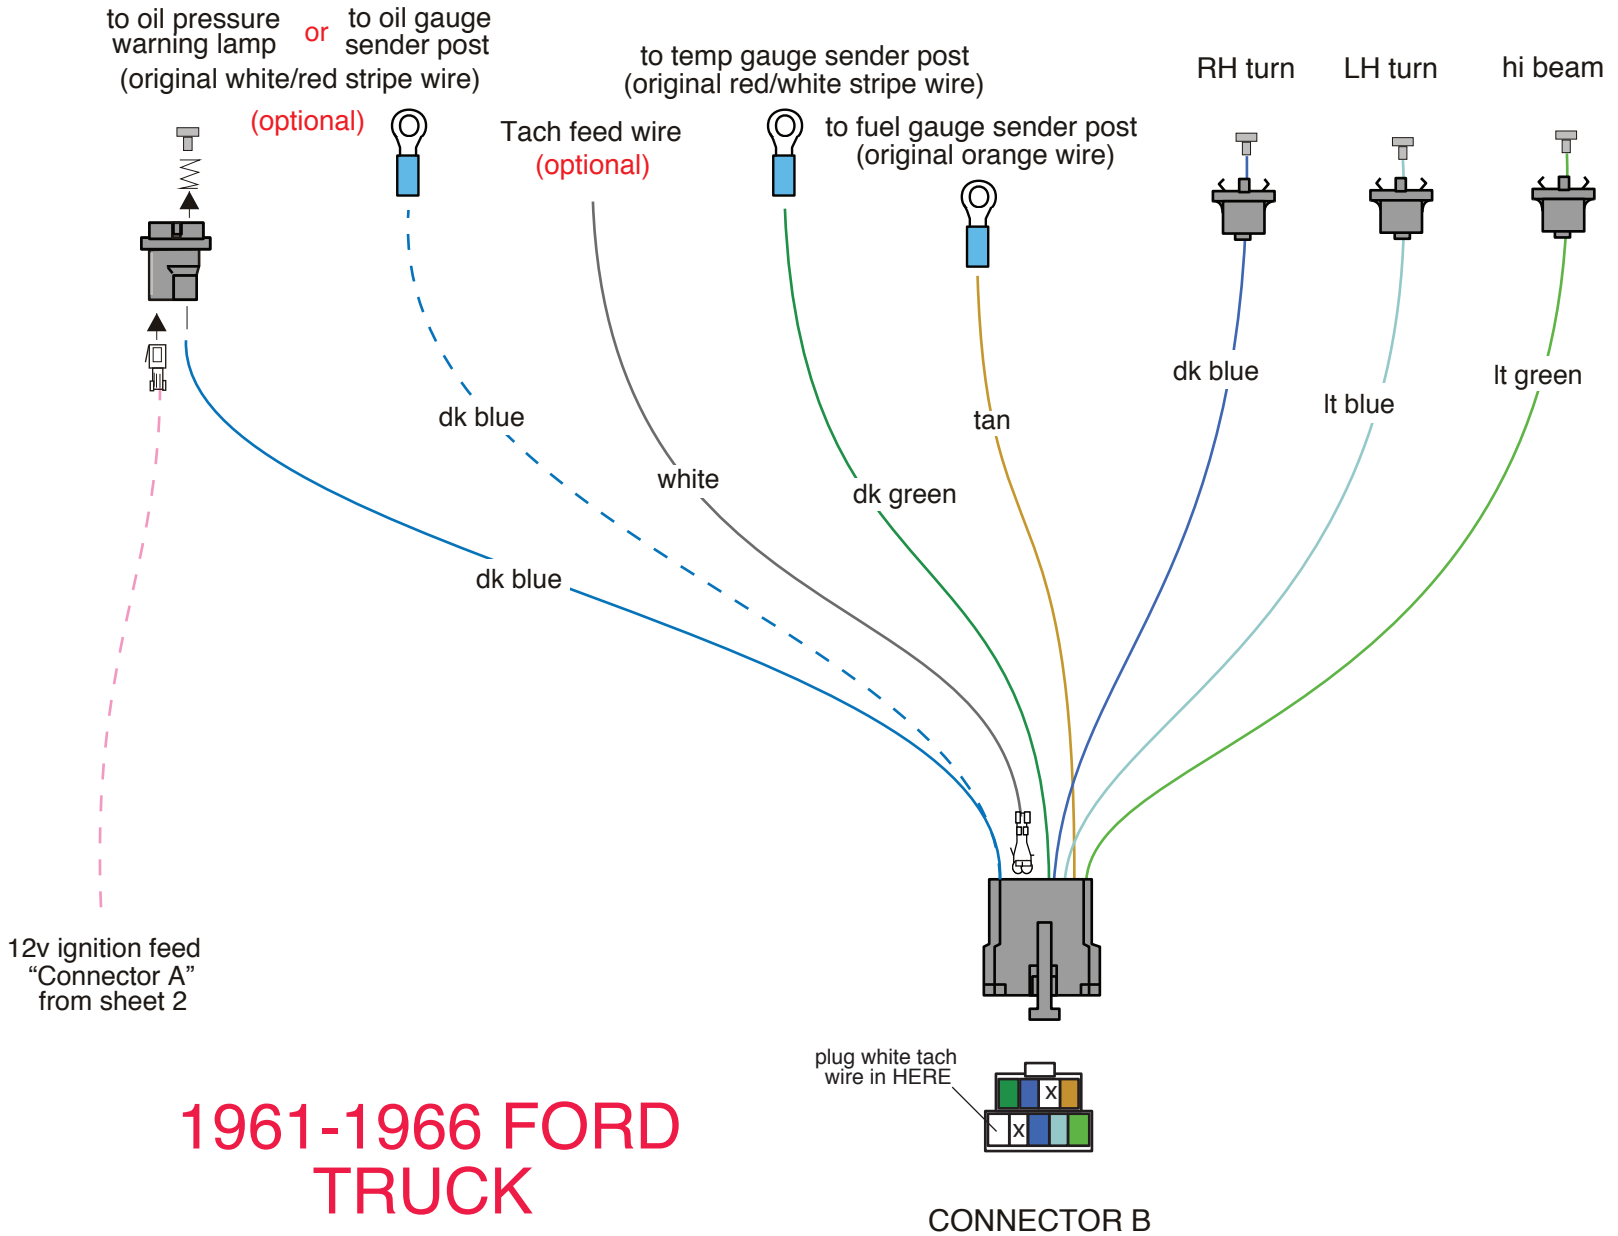 to oil pressure
warning lamp
or
to oil gauge
sender post
(original white/red stripe wire)
(optional)
Tach feed wire
(optional)
to temp gauge sender post
(original red/white stripe wire)
to fuel gauge sender post
(original orange wire)
RH turn
LH turn
hi beam
dk blue
dk blue
white
dk green
tan
dk blue
lt blue
lt green
12v ignition feed
“Connector A”
from sheet 2
plug white tach
wire in HERE
X
X
1961-1966 FORD
TRUCK
CONNECTOR B